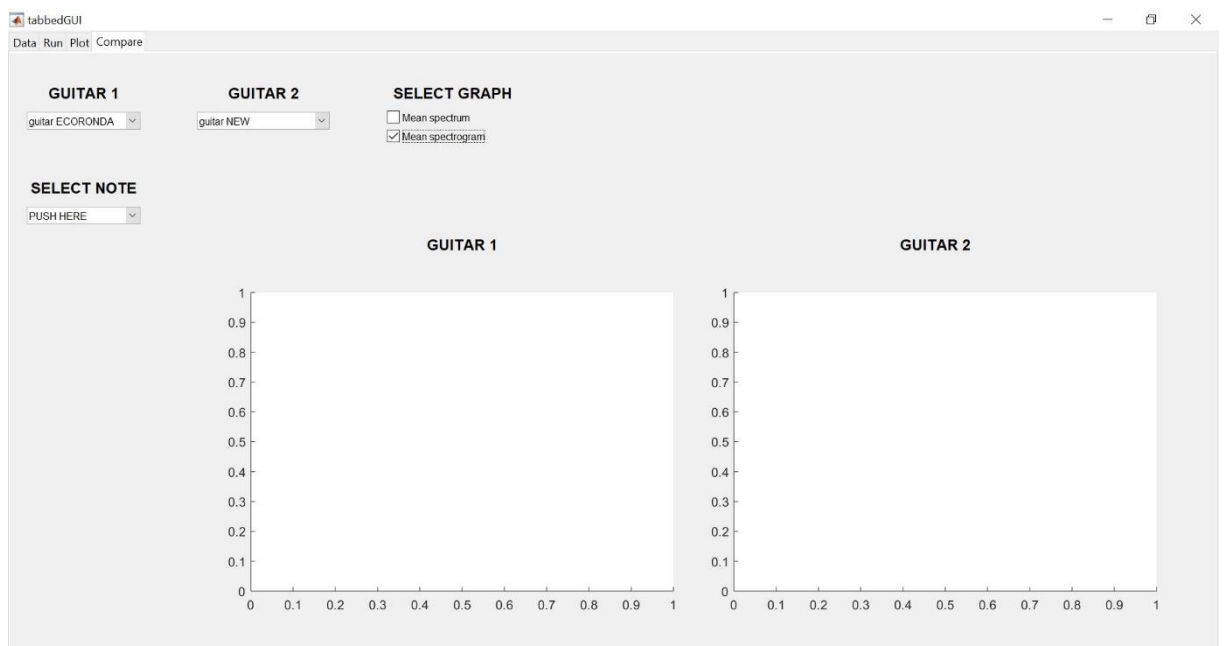 tabbedGUI
Data Run Plot Compare
GUITAR 1 GUITAR 2 SELECT GRAPH
guitar ECORONDA guitar NEW Mean spectrum
Mean spectrogram
SELECT NOTE
PUSH HERE
GUITAR 1 GUITAR 2
1 1
0.9 0.9
0.8 0.8
0.7 0.7
0.6 0.6
0.5 0.5
0.4 0.4
0.3 0.3
0.2 0.2
0.1 0.1
0 0
0 0.1 0.2 0.3 0.4 0.5 0.6 0.7 0.8 0.9 1 0 0.1 0.2 0.3 0.4 0.5 0.6 0.7 0.8 0.9 1